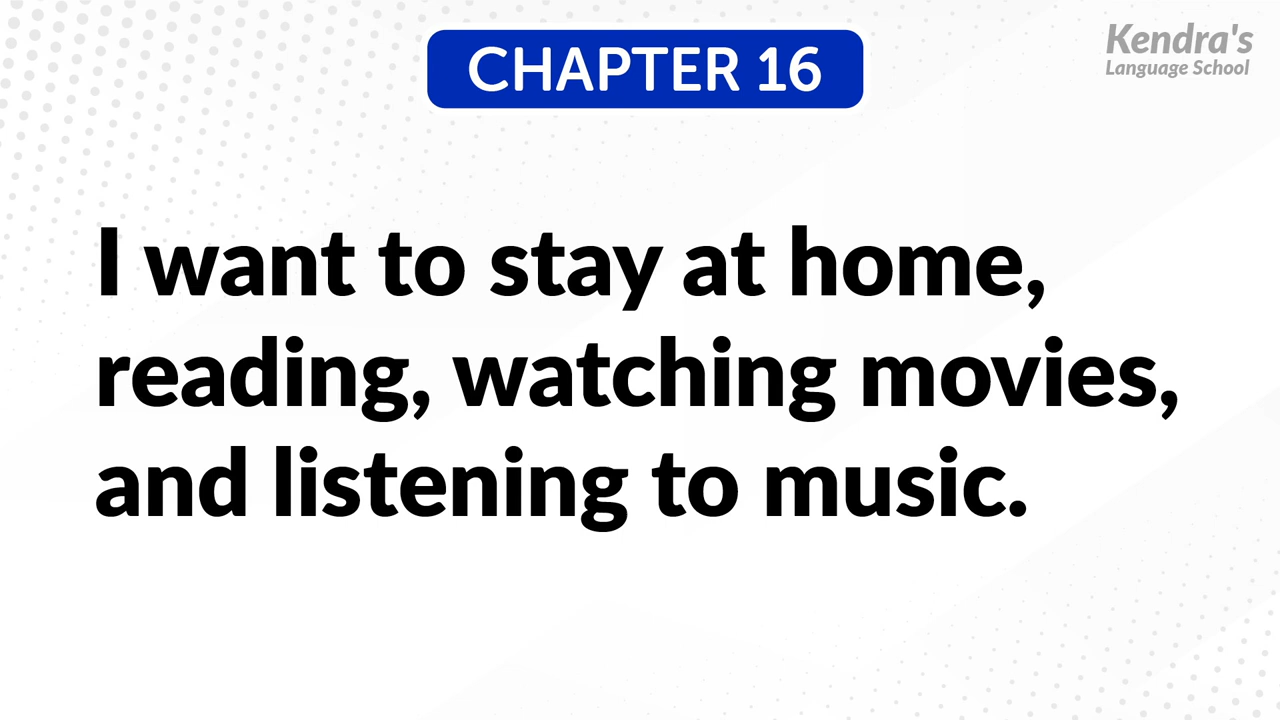 CHAPTER 16
Kendra's
Language School
I want to stay at home,
reading, watching movies,
and listening to music.